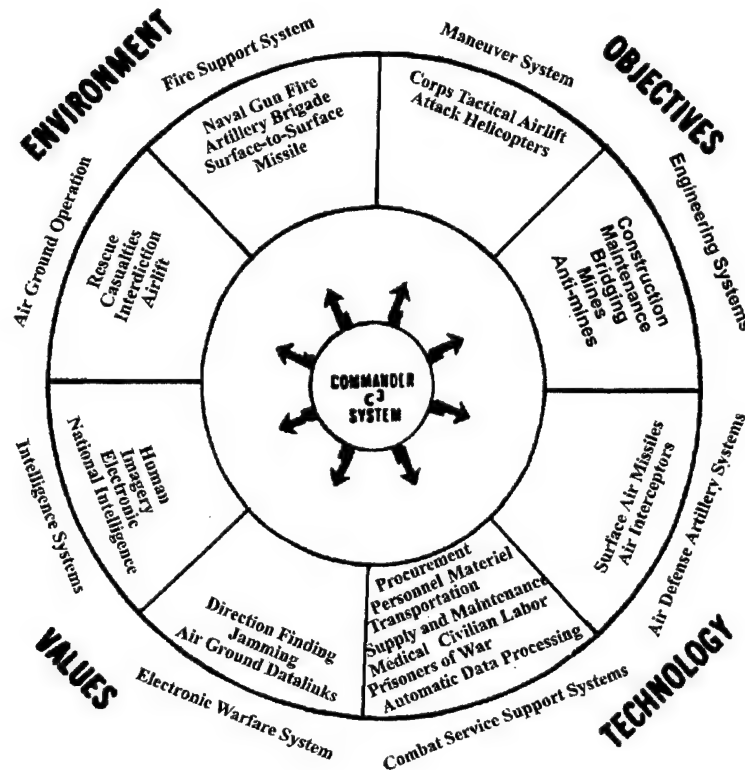 ENVIRONMENT
Fire Support System
Naval Gun Fire
Artillery Brigade
Surface-to-Surface
Missile
Maneuver System
Corps Tactical Airlift
Attack Helicopters
OBJECTIVES
Engineering Systems
Construction
Maintenance
Bridging
Mines
Anti-mines
Air Defense Artillery Systems
Surface Air Missiles
Air Interceptors
TECHNOLOGY
Combat Service Support Systems
Procurement
Personnel Materiel
Transportation
Supply and Maintenance
Medical Civilian Labor
Prisoners of War
Automatic Data Processing
Electronic Warfare System
Direction Finding
Jamming
Air Ground Datalinks
VALUES
Intelligence Systems
Human
Imagery
Electronic
National Intelligence
Air Ground Operation
Rescue
Casualties
Interdiction
Airlift
COMMANDER
C³
SYSTEM